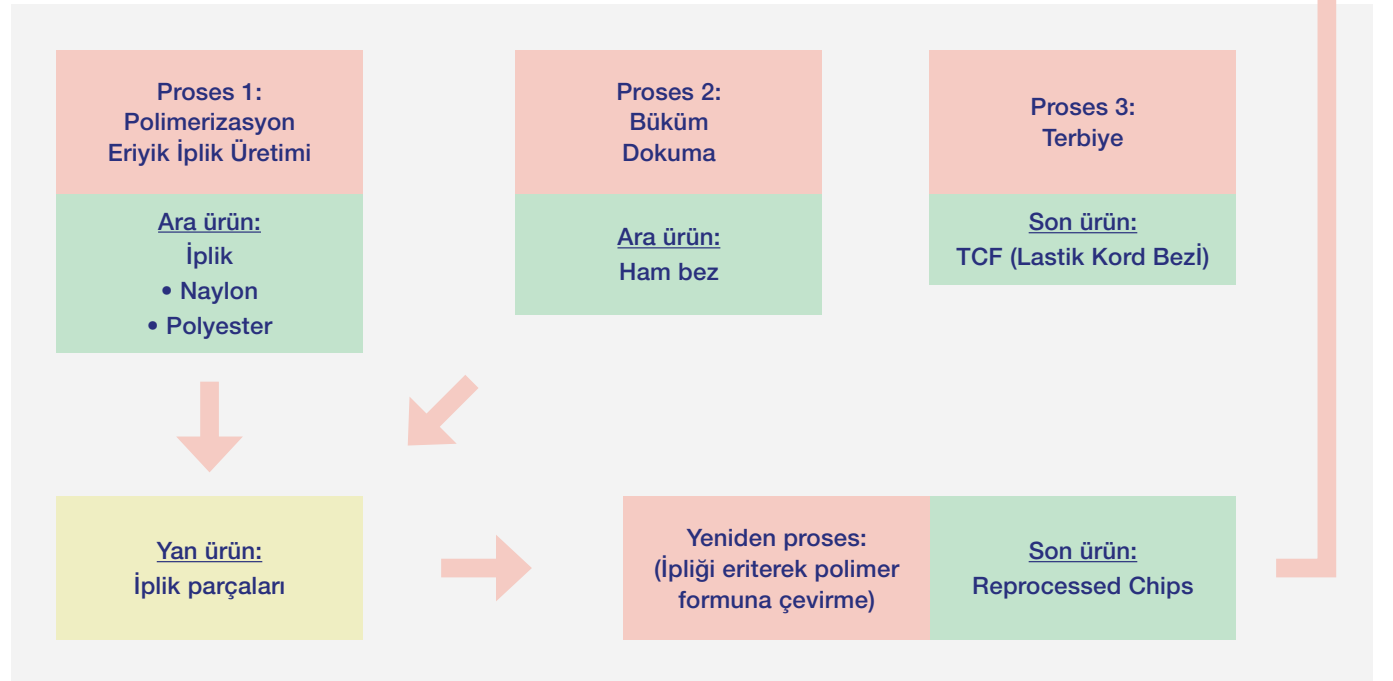 Proses 1:
Polimerizasyon
Eriyik İplik Üretimi
Ara ürün:
İplik
• Naylon
• Polyester
Proses 2:
Büküm
Dokuma
Ara ürün:
Ham bez
Proses 3:
Terbiye
Son ürün:
TCF (Lastik Kord Bezİ)
Yan ürün:
İplik parçaları
Yeniden proses:
(İpliği eriterek polimer
formuna çevirme)
Son ürün:
Reprocessed Chips